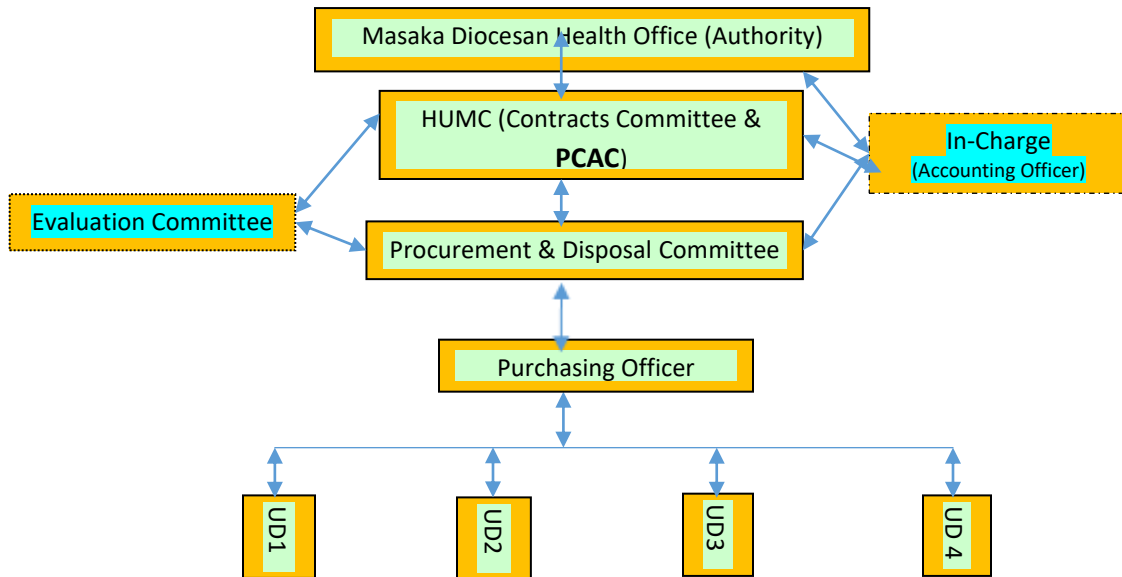 Masaka Diocesan Health Office (Authority)
HUMC (Contracts Committee &
PCAC)
In-Charge
(Accounting Officer)
Evaluation Committee
Procurement & Disposal Committee
Purchasing Officer
UD1
UD2
UD3
UD 4